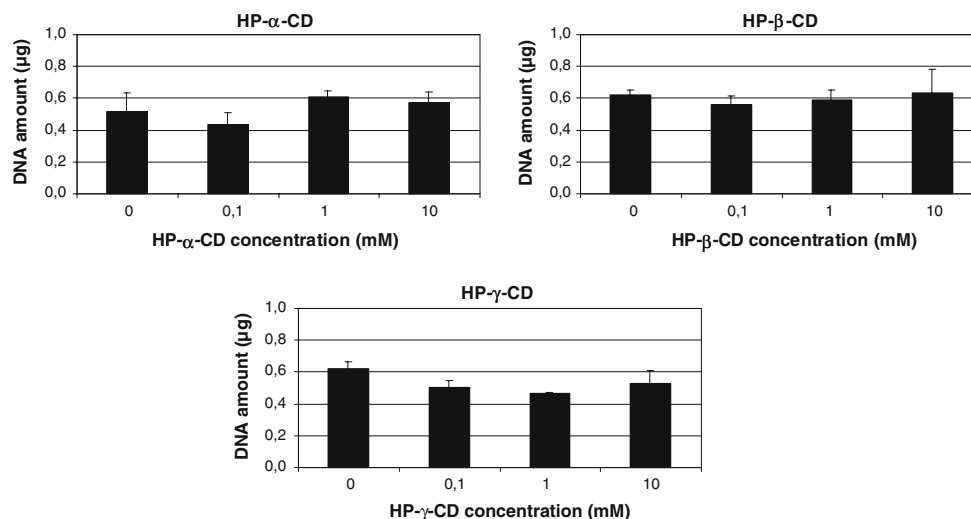 HP-α-CD
DNA amount (µg)
1,0
0,8
0,6
0,4
0,2
0,0
0 0,1 1 10
HP-α-CD concentration (mM)
HP-β-CD
DNA amount (µg)
1,0
0,8
0,6
0,4
0,2
0,0
0 0,1 1 10
HP-β-CD concentration (mM)
HP-γ-CD
DNA amount (µg)
1,0
0,8
0,6
0,4
0,2
0,0
0 0,1 1 10
HP-γ-CD concentration (mM)